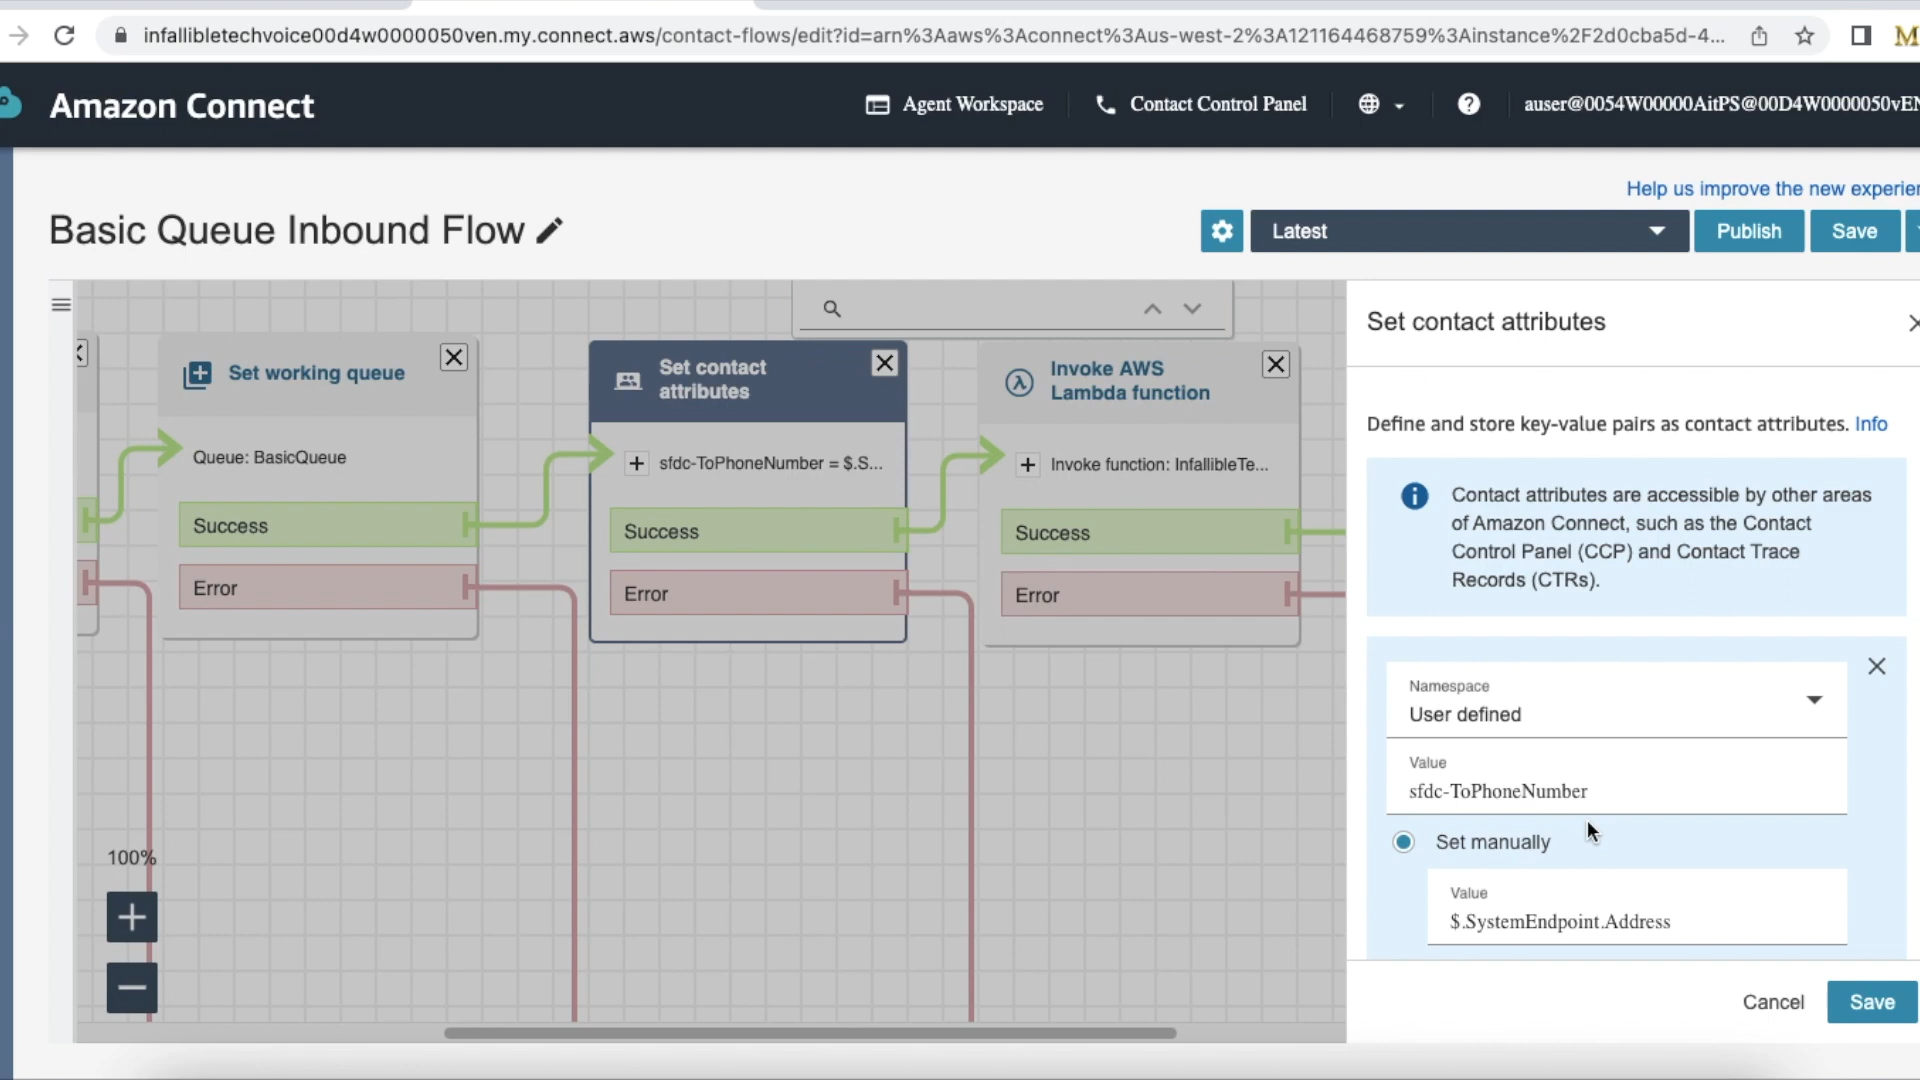 infallibletechvoice00d4w0000050ven.my.connect.aws/contact-flows/edit?id=arn%3Aaws%3Aconnect%3Aus-west-2%3A121164468759%3Ainstance%2F2d0cba5d-4...
M
Amazon Connect
Agent Workspace
Contact Control Panel
auser@0054W00000AitPS@00D4W0000050vEN
Help us improve the new experier
Basic Queue Inbound Flow
Latest
Publish
Save
Set contact attributes
Set working queue
Set contact
attributes
Invoke AWS
Lambda function
Queue: BasicQueue
sfdc-ToPhoneNumber = $.S...
Invoke function: InfallibleTe...
Success
Success
Success
Error
Error
Error
Define and store key-value pairs as contact attributes. Info
Contact attributes are accessible by other areas
of Amazon Connect, such as the Contact
Control Panel (CCP) and Contact Trace
Records (CTRs).
Namespace
User defined
Value
sfdc-ToPhoneNumber
Set manually
Value
$.SystemEndpoint.Address
100%
Cancel
Save